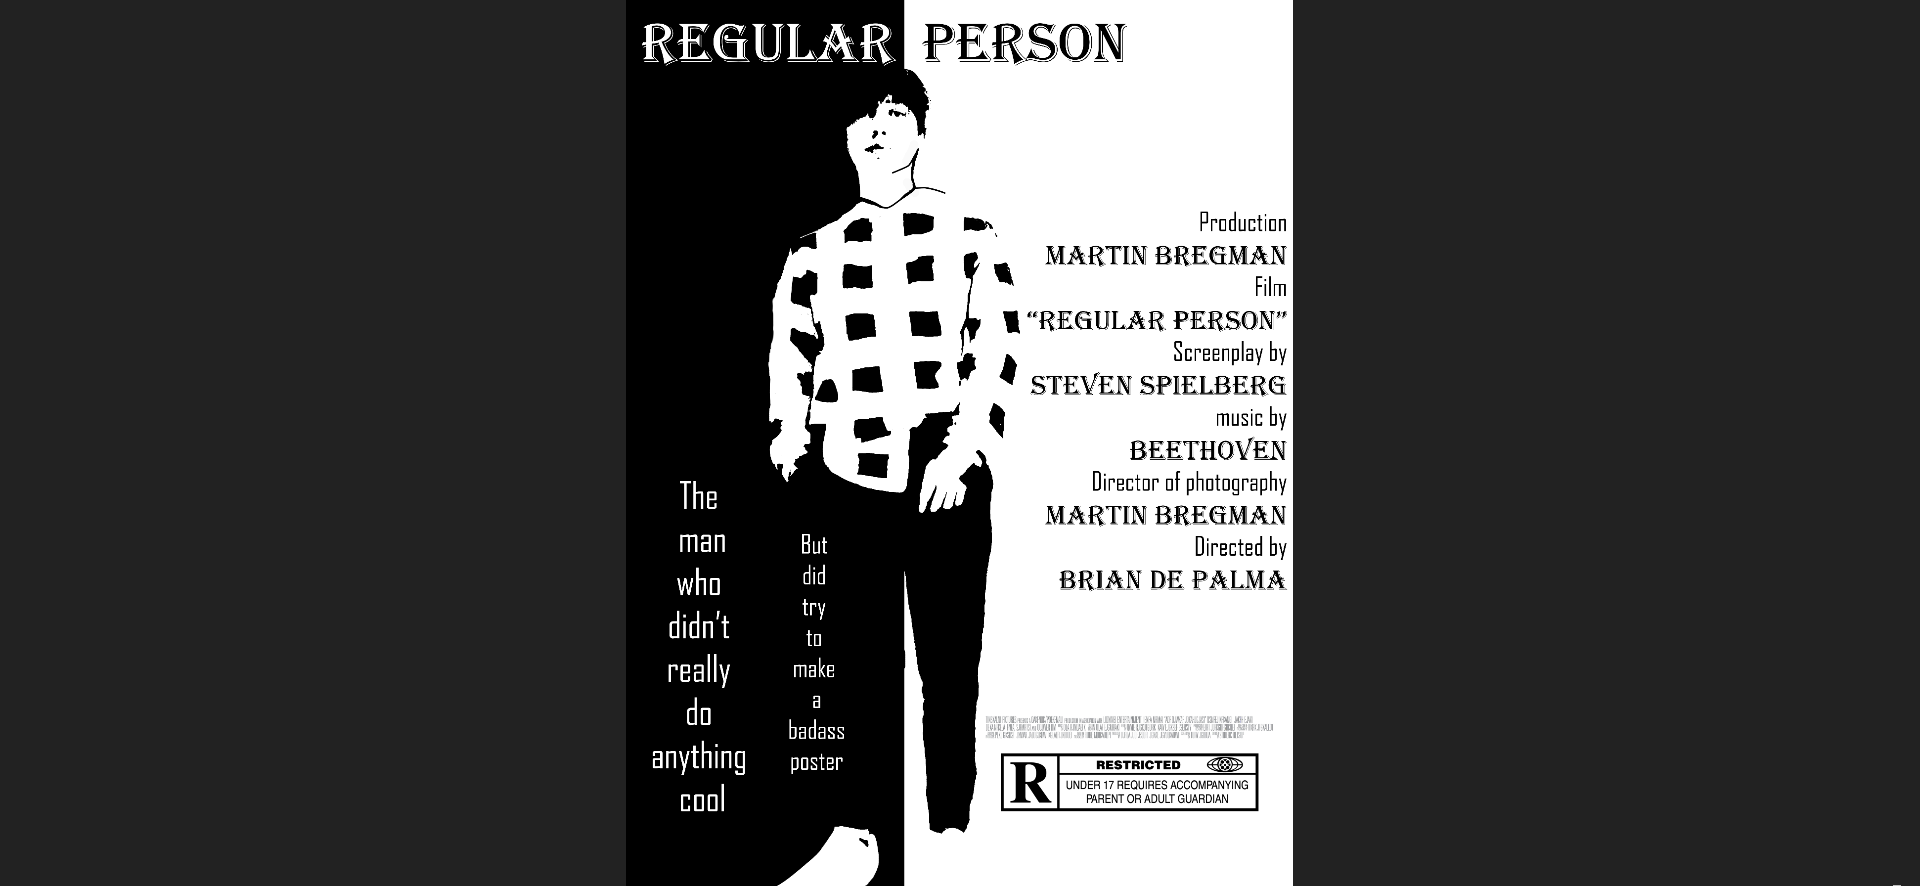 REGULAR PERSON
Production
MARTIN BREGMAN
Film
“REGULAR PERSON”
Screenplay by
STEVEN SPIELBERG
music by
BEETHOVEN
Director of photography
MARTIN BREGMAN
Directed by
BRIAN DE PALMA
The
man
who
didn't
really
do
anything
cool
But
did
try
to
make
a
badass
poster
R
RESTRICTED
UNDER 17 REQUIRES ACCOMPANYING
PARENT OR ADULT GUARDIAN